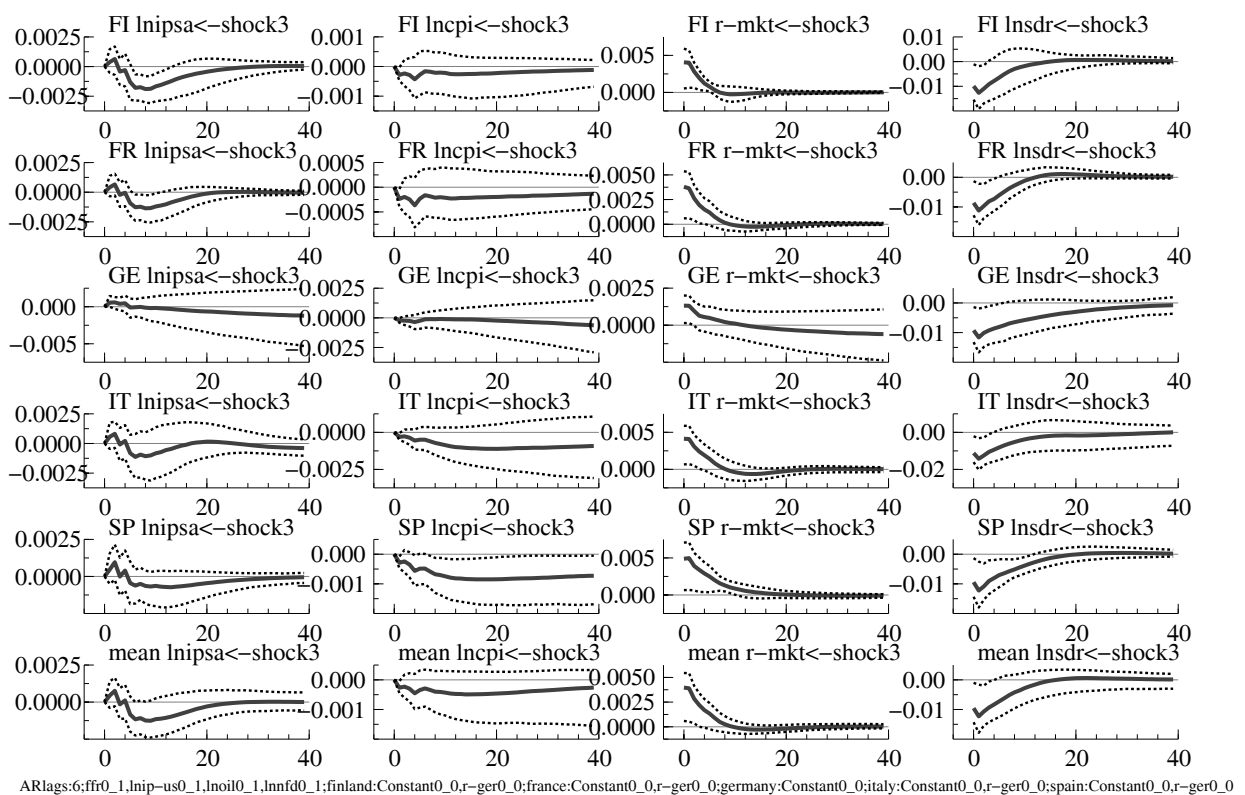 FI lnipsa<−shock3 FI lncpi<−shock3 FI r−mkt<−shock3 FI lnsdr<−shock3
0.0025 0.001 0.005 0.01
0.0000 0.000 0.000 0.00
−0.0025 −0.001 −0.01
0 20 40 0 20 40 0 20 40 0 20 40
FR lnipsa<−shock3 FR lncpi<−shock3 FR r−mkt<−shock3 FR lnsdr<−shock3
0.0025 0.0005 0.0050 0.00
0.0000 0.0000 0.0025 −0.01
−0.0025 −0.0005 0.0000
0 20 40 0 20 40 0 20 40 0 20 40
GE lnipsa<−shock3 GE lncpi<−shock3 GE r−mkt<−shock3 GE lnsdr<−shock3
0.000 0.0025 0.0025 0.00
−0.005 0.0000 0.0000 −0.01
−0.0025
0 20 40 0 20 40 0 20 40 0 20 40
IT lnipsa<−shock3 IT lncpi<−shock3 IT r−mkt<−shock3 IT lnsdr<−shock3
0.0025 0.0000 0.005 0.00
0.0000 −0.0025 0.000 −0.02
−0.0025
0 20 40 0 20 40 0 20 40 0 20 40
SP lnipsa<−shock3 SP lncpi<−shock3 SP r−mkt<−shock3 SP lnsdr<−shock3
0.0025 0.000 0.005 0.00
0.0000 −0.001 0.000 −0.01
0 20 40 0 20 40 0 20 40 0 20 40
mean lnipsa<−shock3 mean lncpi<−shock3 mean r−mkt<−shock3 mean lnsdr<−shock3
0.0025 0.000 0.0050 0.00
0.0000 −0.001 0.0025 −0.01
0.0000
0 20 40 0 20 40 0 20 40 0 20 40
ARlags:6;ffr0_1,lnip−us0_1,lnoil0_1,lnnfd0_1;finland:Constant0_0,r−ger0_0;france:Constant0_0,r−ger0_0;germany:Constant0_0;italy:Constant0_0,r−ger0_0;spain:Constant0_0,r−ger0_0